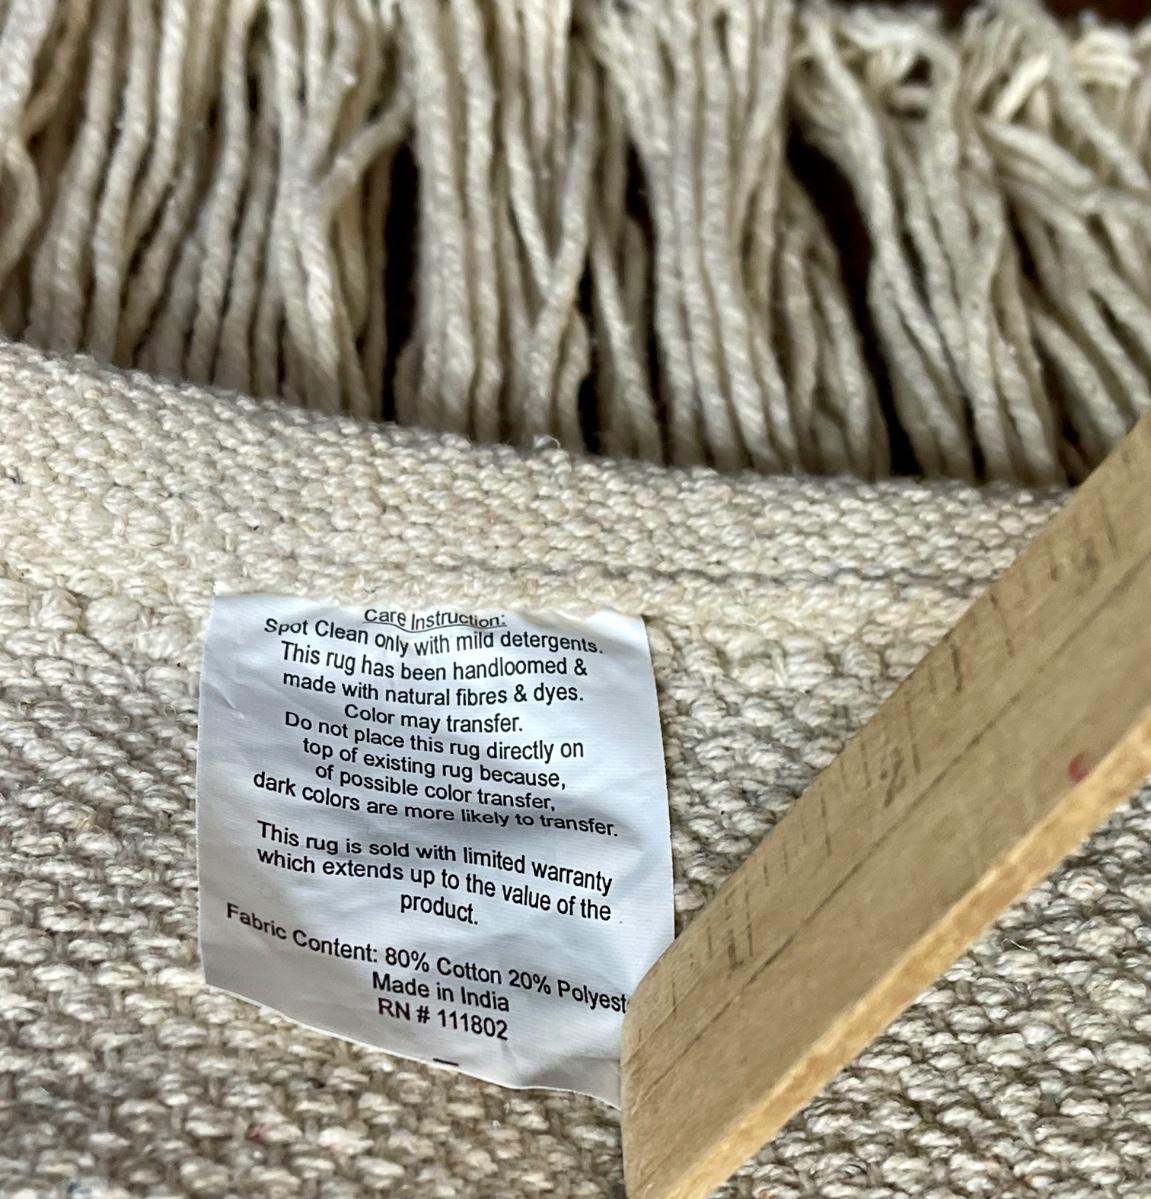 Care Instruction:
Spot Clean only with mild detergents.
This rug has been handloomed &
made with natural fibres & dyes.
Color may transfer.
Do not place this rug directly on
top of existing rug because,
of possible color transfer,
dark colors are more likely to transfer.
This rug is sold with limited warranty
which extends up to the value of the
product.
Fabric Content: 80% Cotton 20% Polyest
Made in India
RN # 111802
1
2
3